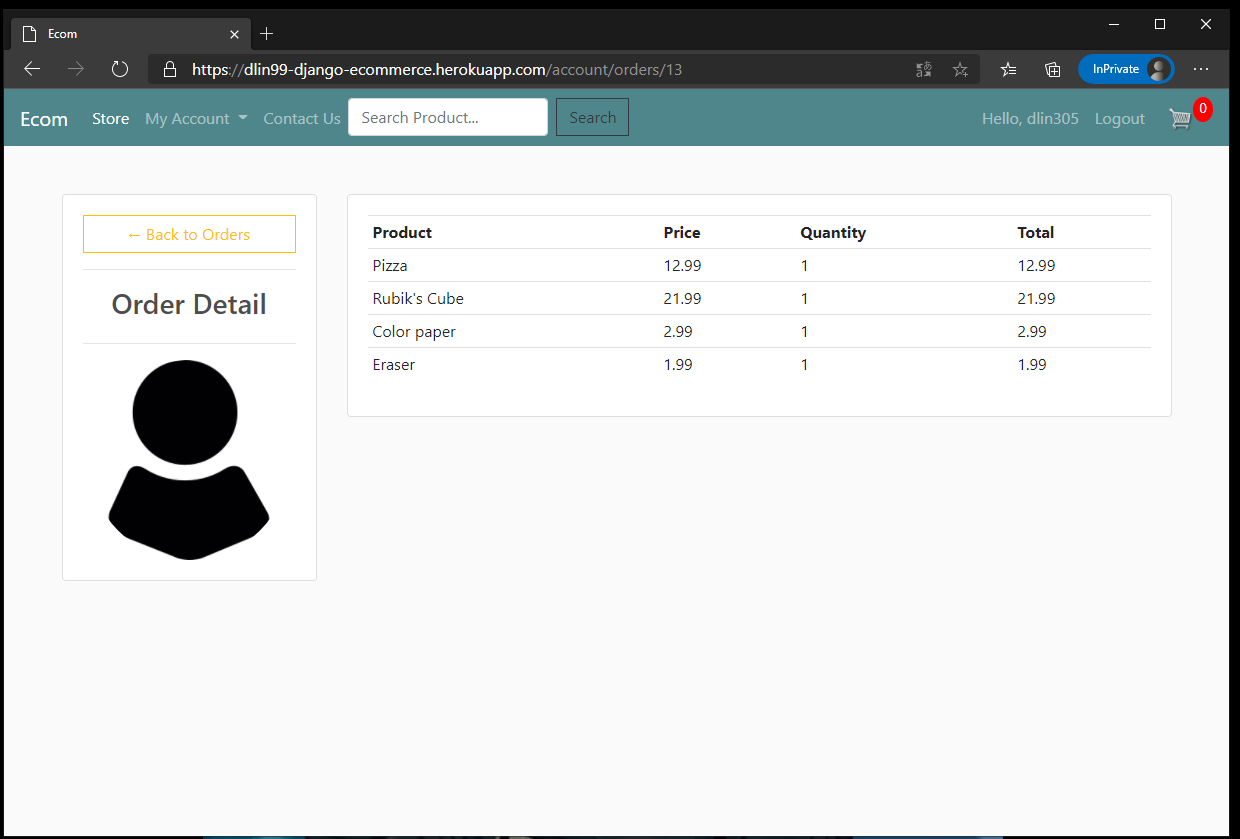 Ecom
https://dlin99-django-ecommerce.herokuapp.com/account/orders/13
InPrivate
Ecom Store My Account Contact Us Search Product... Search Hello, dlin305 Logout 0
← Back to Orders
Order Detail
Product Price Quantity Total
Pizza 12.99 1 12.99
Rubik's Cube 21.99 1 21.99
Color paper 2.99 1 2.99
Eraser 1.99 1 1.99